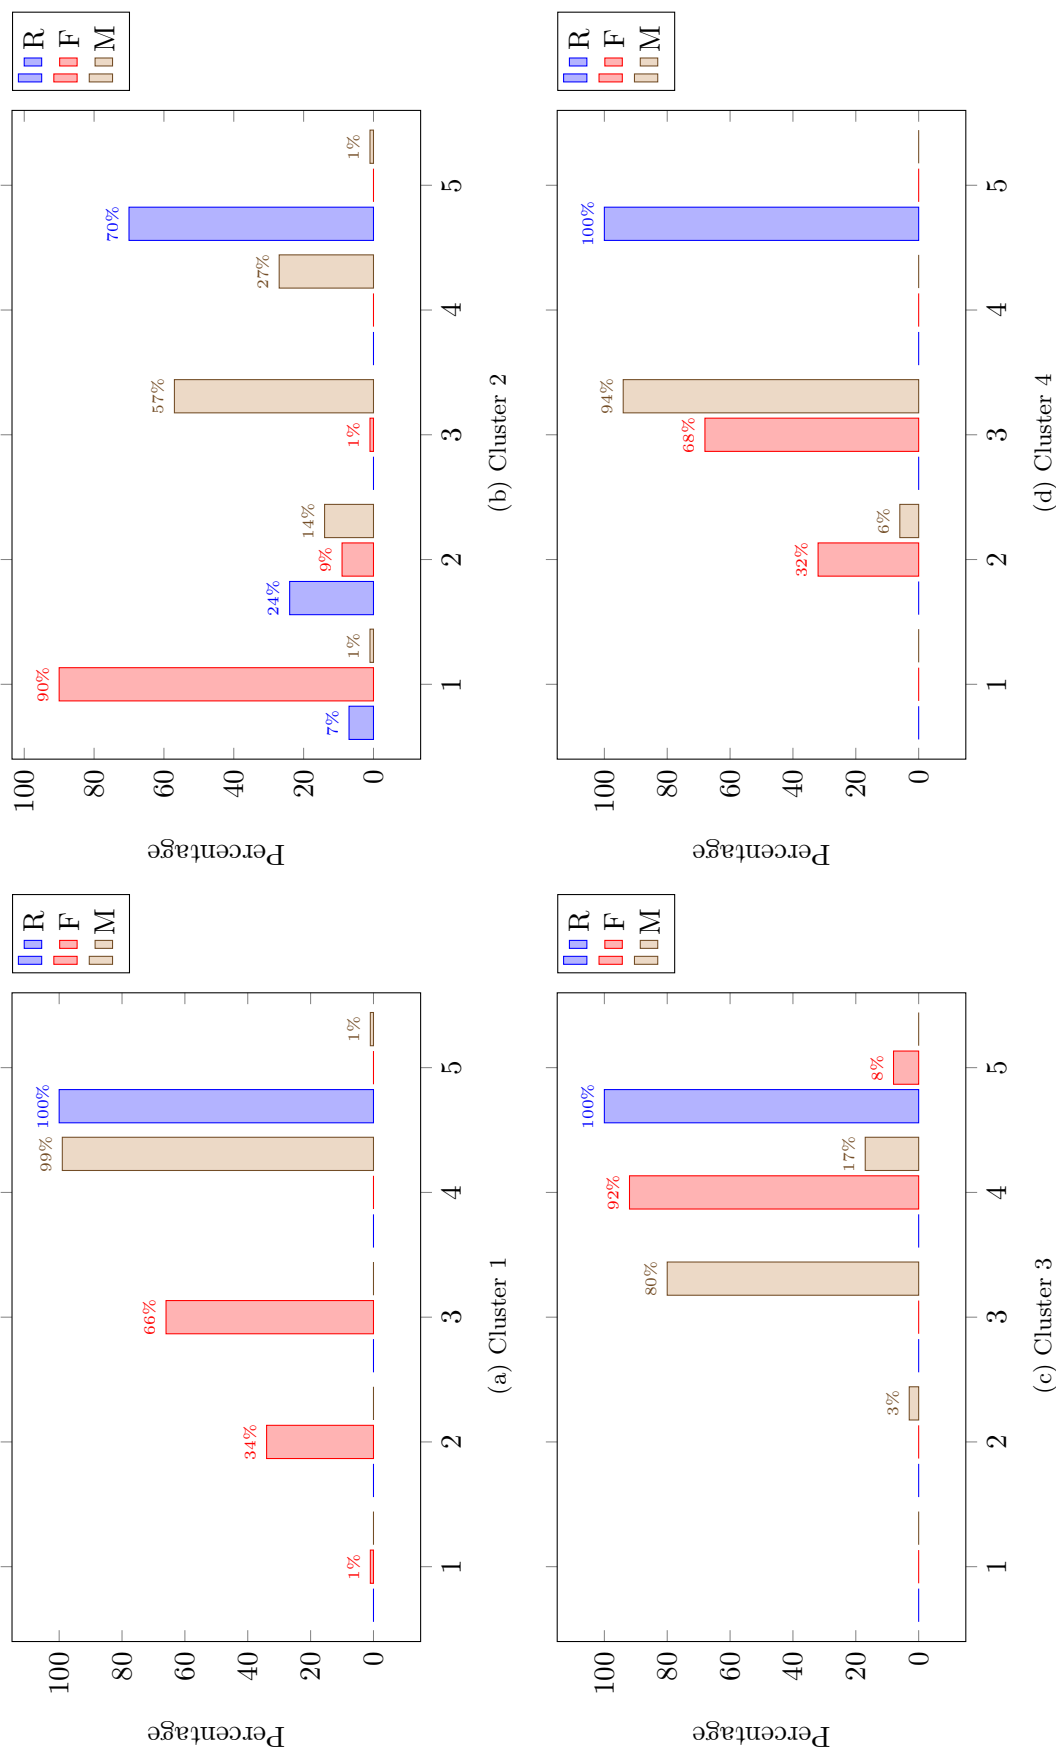 R
F
M
100%
99%
66%
34%
1%
1%
100
80
60
40
20
0
Percentage
1 2 3 4 5
(a) Cluster 1
R
F
M
90%
70%
57%
27%
24%
14%
9%
7%
1%
1%
1%
100
80
60
40
20
0
Percentage
1 2 3 4 5
(b) Cluster 2
R
F
M
100%
92%
80%
17%
8%
3%
100
80
60
40
20
0
Percentage
1 2 3 4 5
(c) Cluster 3
R
F
M
100%
94%
68%
32%
6%
100
80
60
40
20
0
Percentage
1 2 3 4 5
(d) Cluster 4